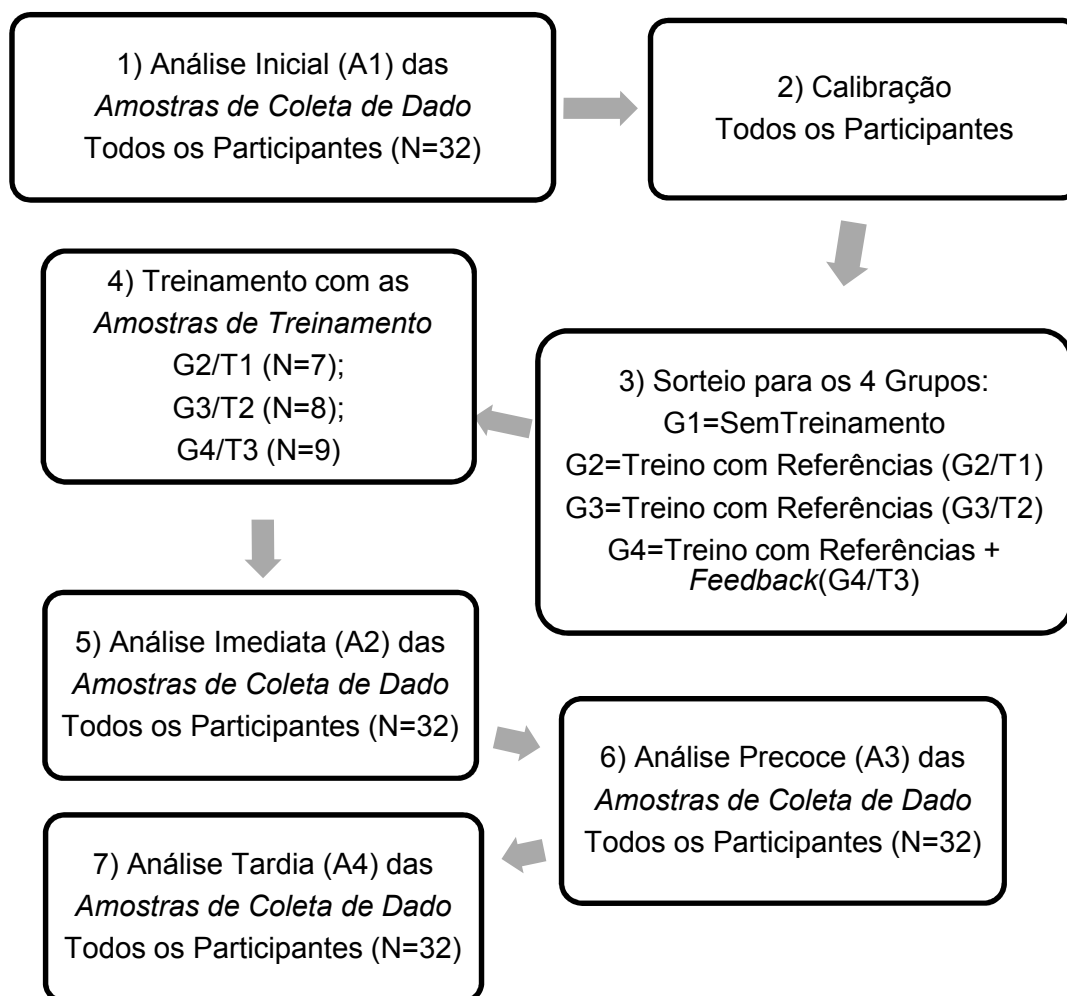 1) Análise Inicial (A1) das
Amostras de Coleta de Dado
Todos os Participantes (N=32)
2) Calibração
Todos os Participantes
3) Sorteio para os 4 Grupos:
G1=SemTreinamento
G2=Treino com Referências (G2/T1)
G3=Treino com Referências (G3/T2)
G4=Treino com Referências +
Feedback(G4/T3)
4) Treinamento com as
Amostras de Treinamento
G2/T1 (N=7);
G3/T2 (N=8);
G4/T3 (N=9)
5) Análise Imediata (A2) das
Amostras de Coleta de Dado
Todos os Participantes (N=32)
6) Análise Precoce (A3) das
Amostras de Coleta de Dado
Todos os Participantes (N=32)
7) Análise Tardia (A4) das
Amostras de Coleta de Dado
Todos os Participantes (N=32)